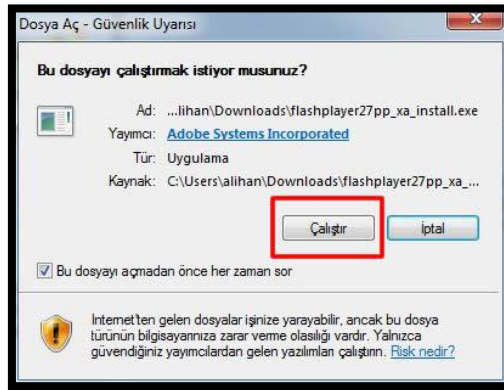 Dosya Aç - Güvenlik Uyarısı
Bu dosyayı çalıştırmak istiyor musunuz?
Ad: ...lihan\Downloads\flashplayer27pp_xa_install.exe
Yayımcı: Adobe Systems Incorporated
Tür: Uygulama
Kaynak: C:\Users\alihan\Downloads\flashplayer27pp_xa_...
Çalıştır İptal
Bu dosyayı açmadan önce her zaman sor
Internet'ten gelen dosyalar işinize yarayabilir, ancak bu dosya
türünün bilgisayarınıza zarar verme olasılığı vardır. Yalnızca
güvendiğiniz yayımcılardan gelen yazılımları çalıştırın. Risk nedir?